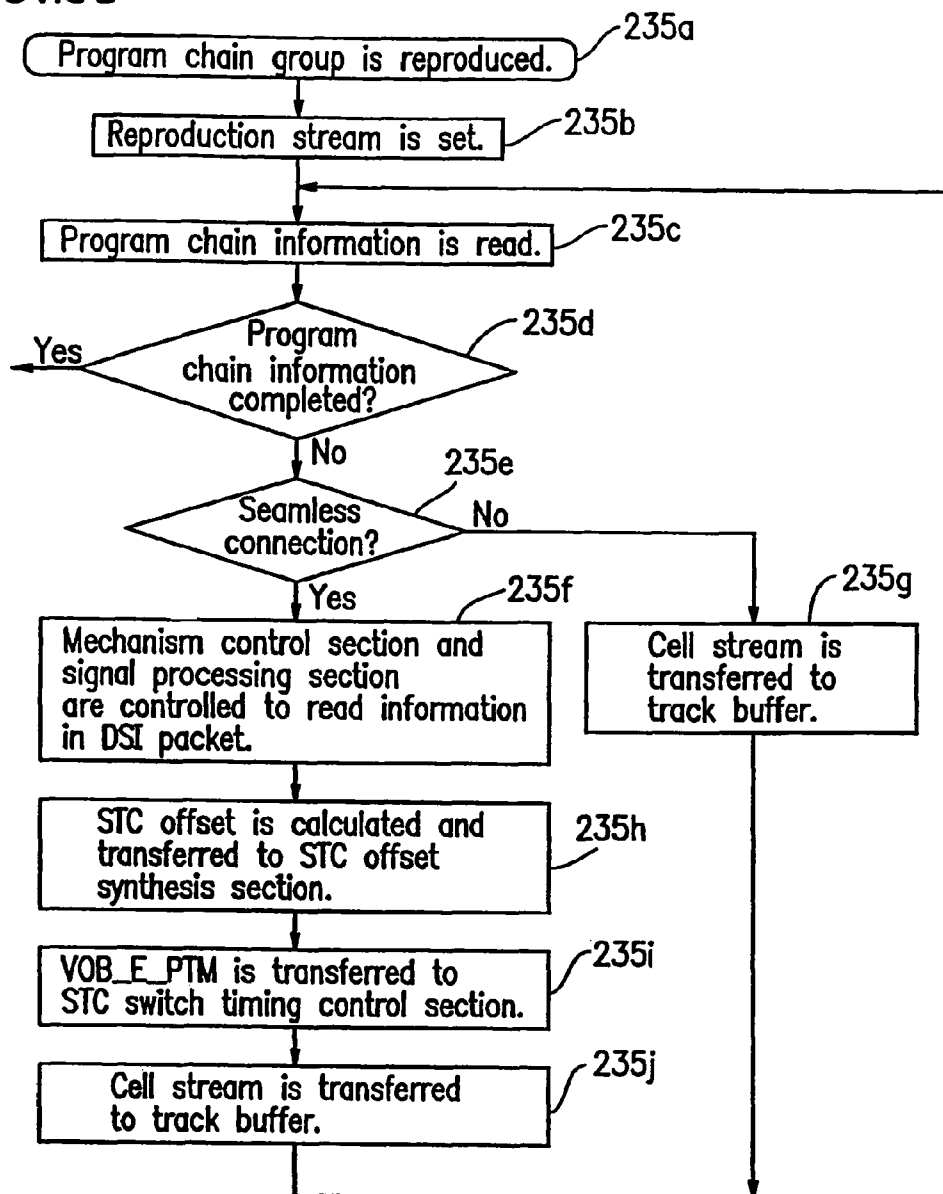 235a
Program chain group is reproduced.
235b
Reproduction stream is set.
235c
Program chain information is read.
235d
Program
chain information
completed?
Yes
No
235e
Seamless
connection?
No
Yes
235f
Mechanism control section and
signal processing section
are controlled to read information
in DSI packet.
235g
Cell stream is
transferred to
track buffer.
235h
STC offset is calculated and
transferred to STC offset
synthesis section.
235i
VOB_E_PTM is transferred to
STC switch timing control section.
235j
Cell stream is transferred
to track buffer.